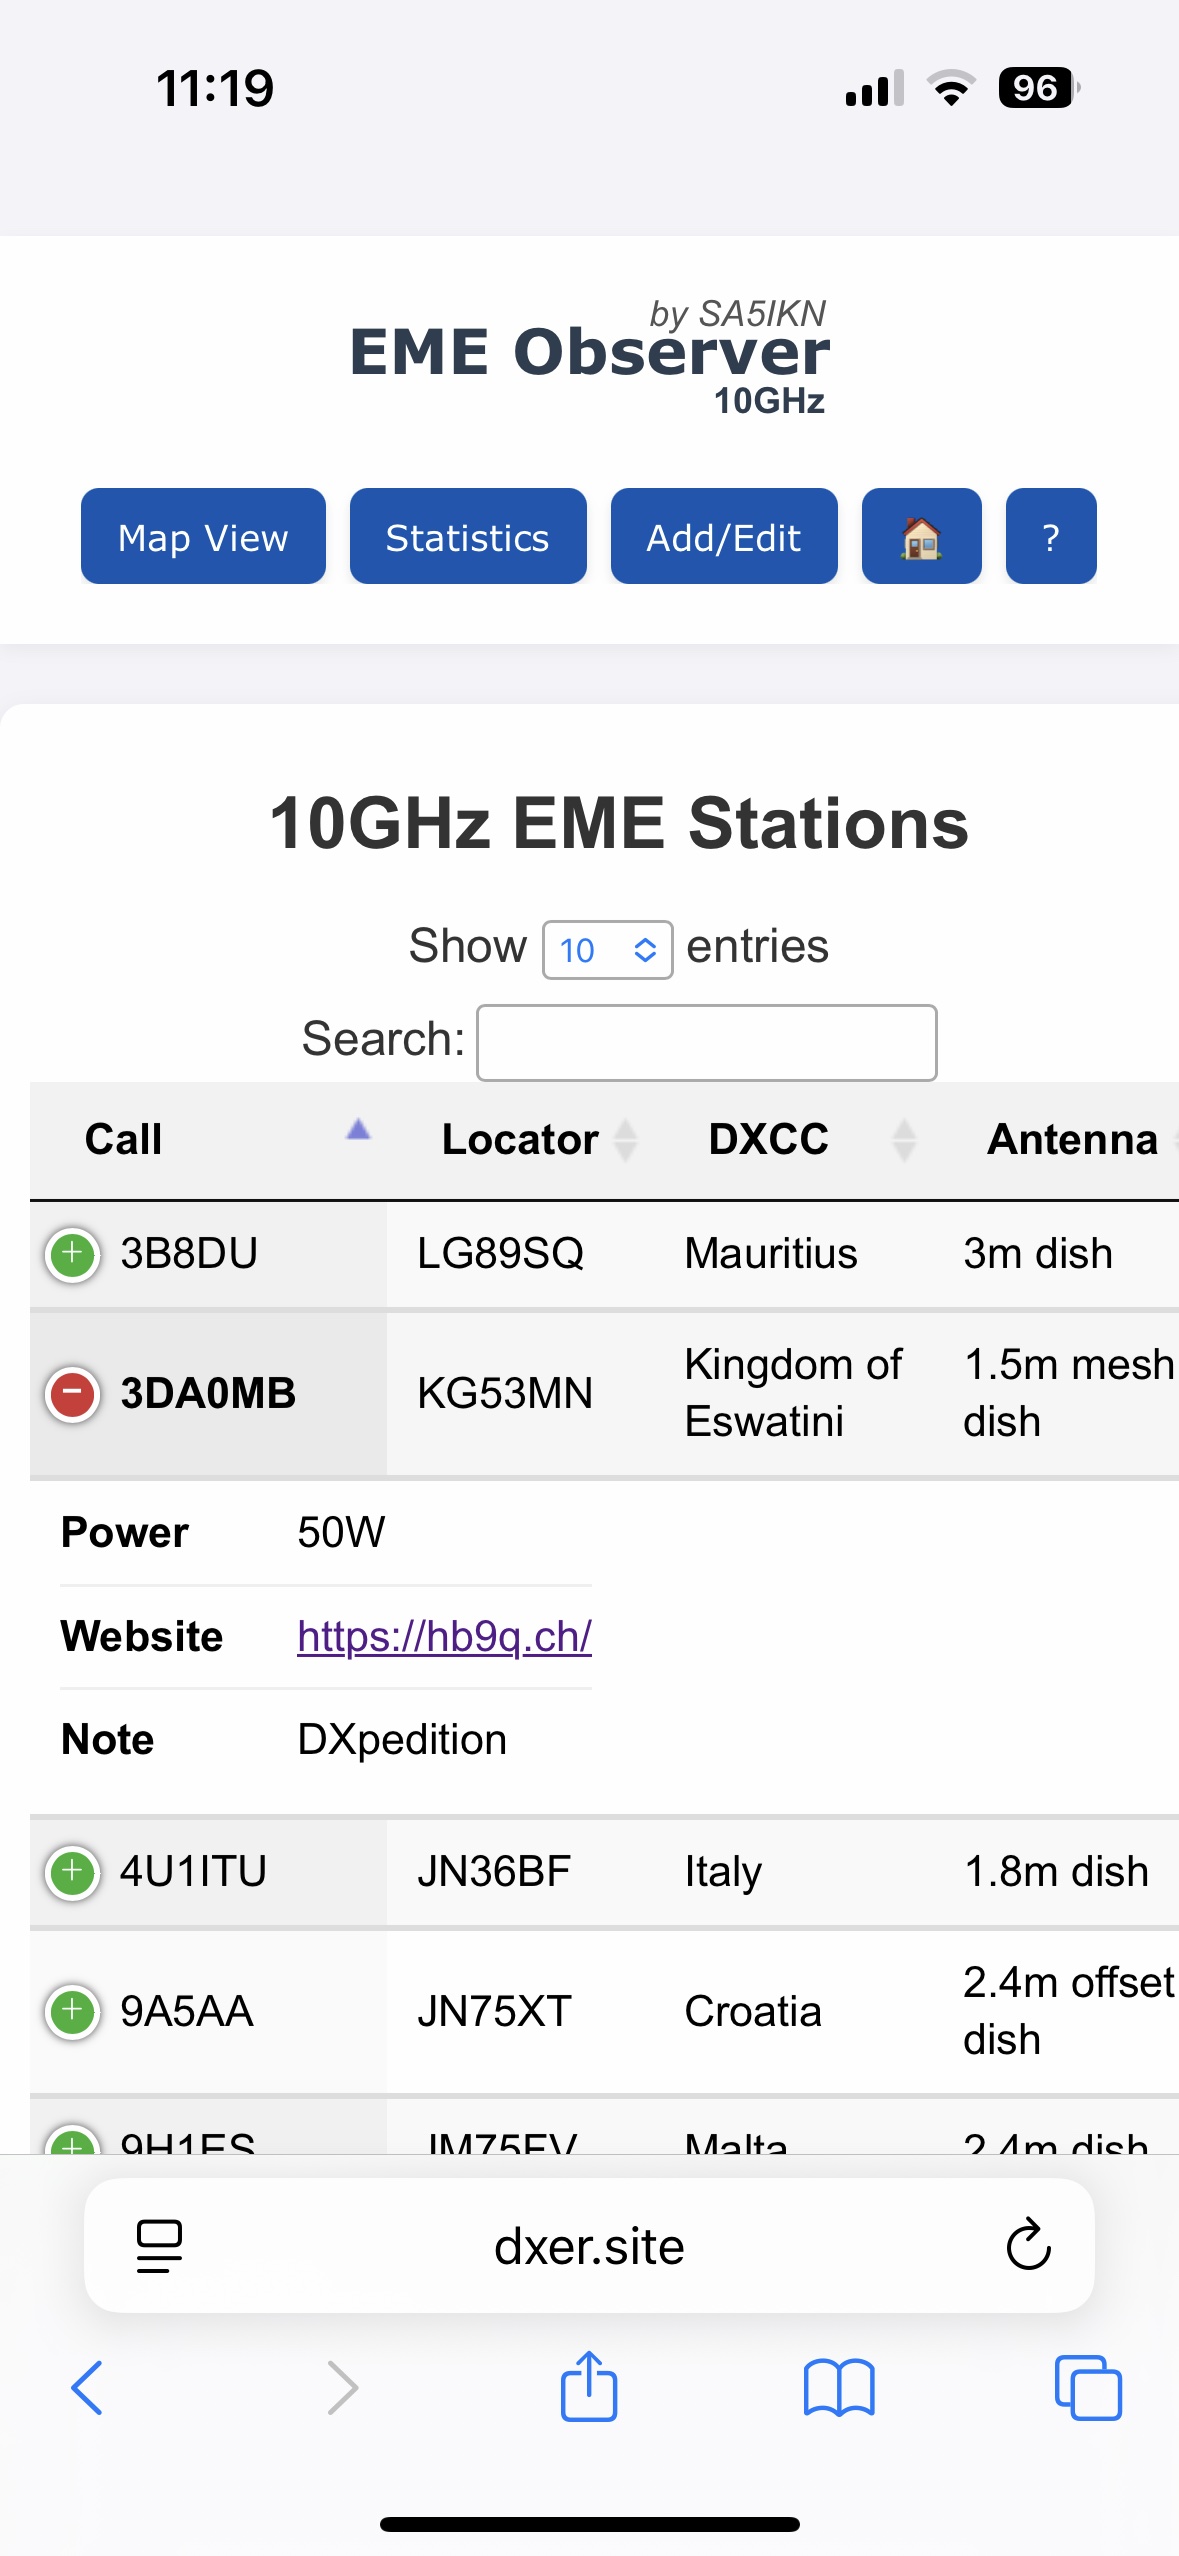 11:19
96
by SA5IKN
EME Observer
10GHz
Map View Statistics Add/Edit ?
10GHz EME Stations
Show 10 entries
Search:
Call Locator DXCC Antenna
3B8DU LG89SQ Mauritius 3m dish
3DA0MB KG53MN Kingdom of Eswatini 1.5m mesh dish
Power 50W
Website https://hb9q.ch/
Note DXpedition
4U1ITU JN36BF Italy 1.8m dish
9A5AA JN75XT Croatia 2.4m offset dish
9H1ES JM75FV Malta 2.4m dish
dxer.site